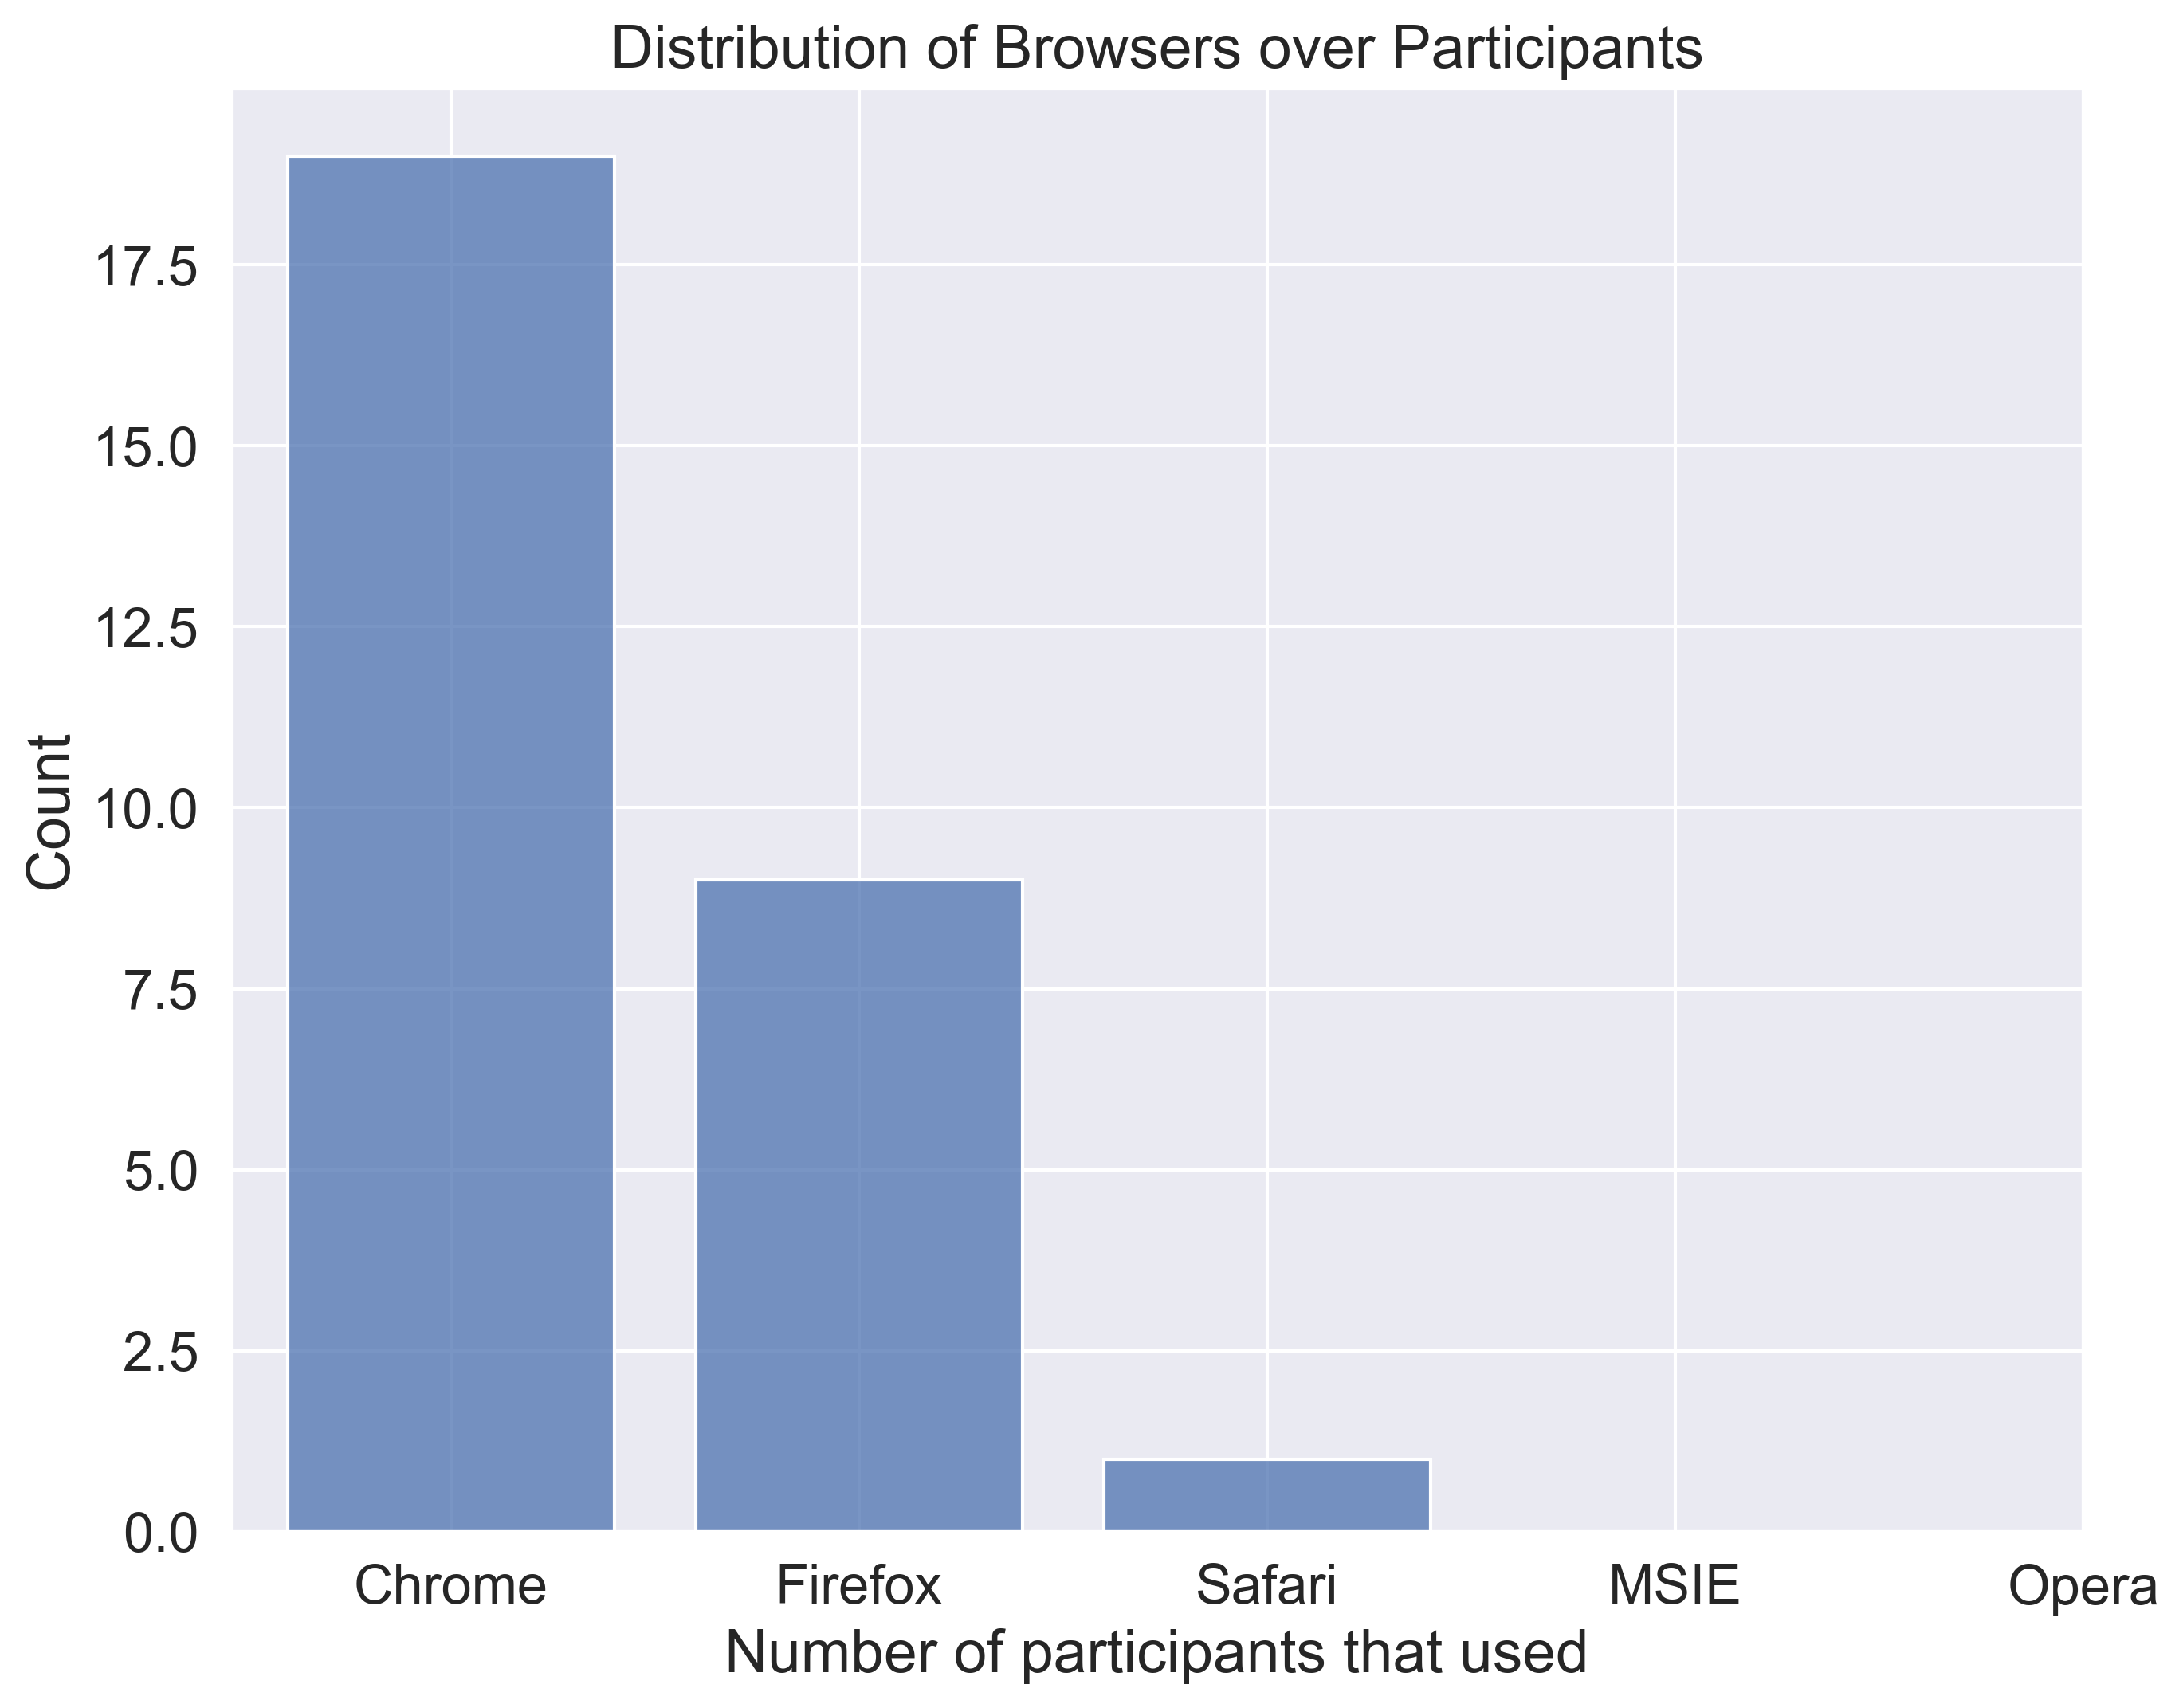 Distribution of Browsers over Participants
17.5
15.0
12.5
10.0
7.5
5.0
2.5
0.0
Count
Chrome Firefox Safari MSIE Opera
Number of participants that used